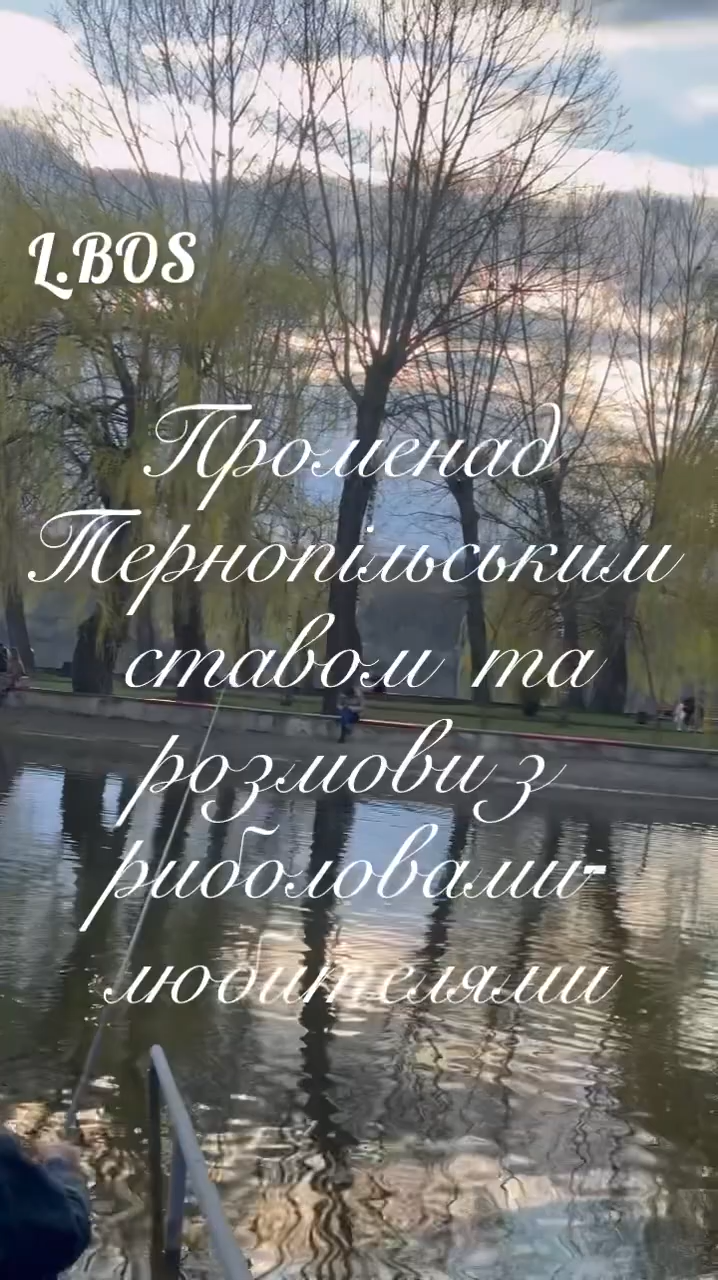 L.BOS
Променад
Тернопільським
ставом та
розмови з
риболовами-
любителями